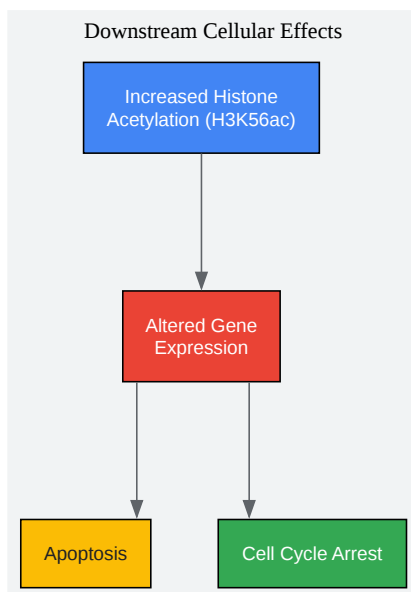 Downstream Cellular Effects
Increased Histone
Acetylation (H3K56ac)
Altered Gene
Expression
Apoptosis
Cell Cycle Arrest